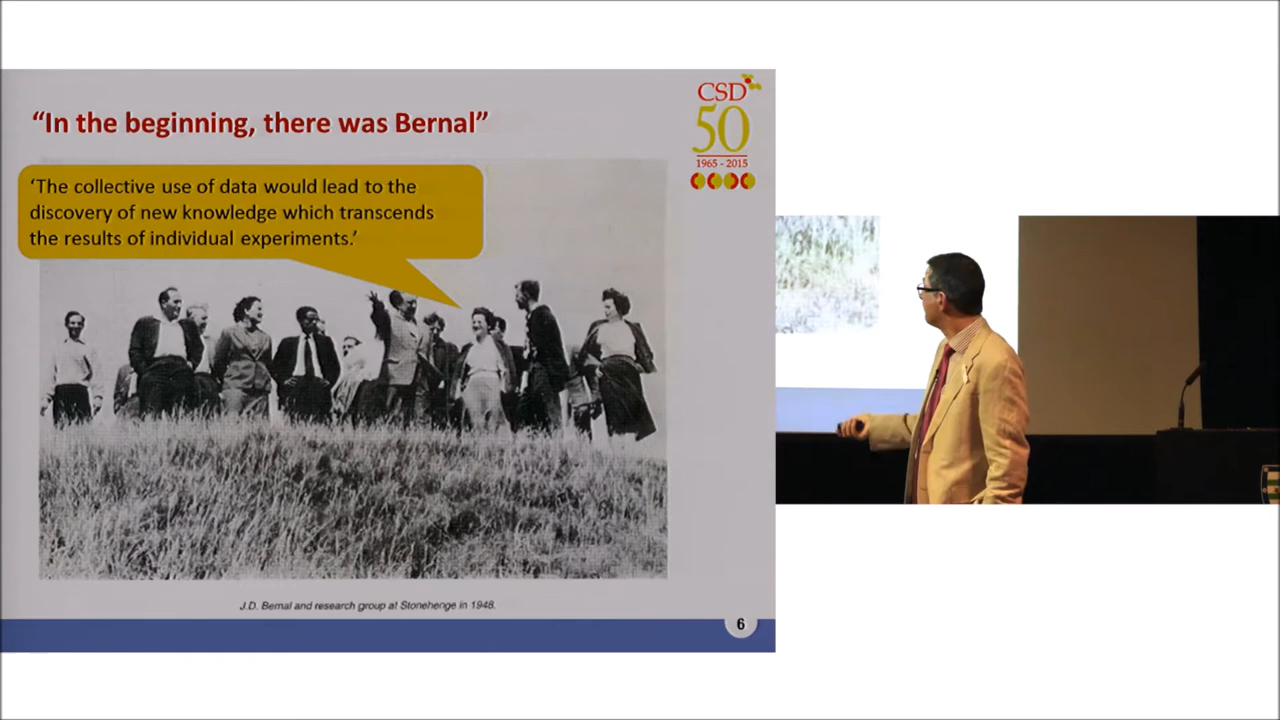 “In the beginning, there was Bernal”
CSD
50
1965 - 2015
‘The collective use of data would lead to the
discovery of new knowledge which transcends
the results of individual experiments.’
J.D. Bernal and research group at Stonehenge in 1948.
6